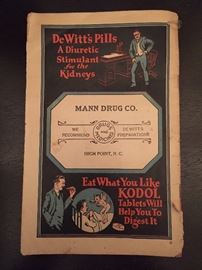 DeWitt's Pills
A Diuretic
Stimulant
for the
Kidneys
MANN DRUG CO.
WE
RECOMMEND
DEWITT'S
PREPARATIONS
HIGH POINT, N. C.
Eat What You Like
KODOL
Tablets Will
Help You To
Digest It